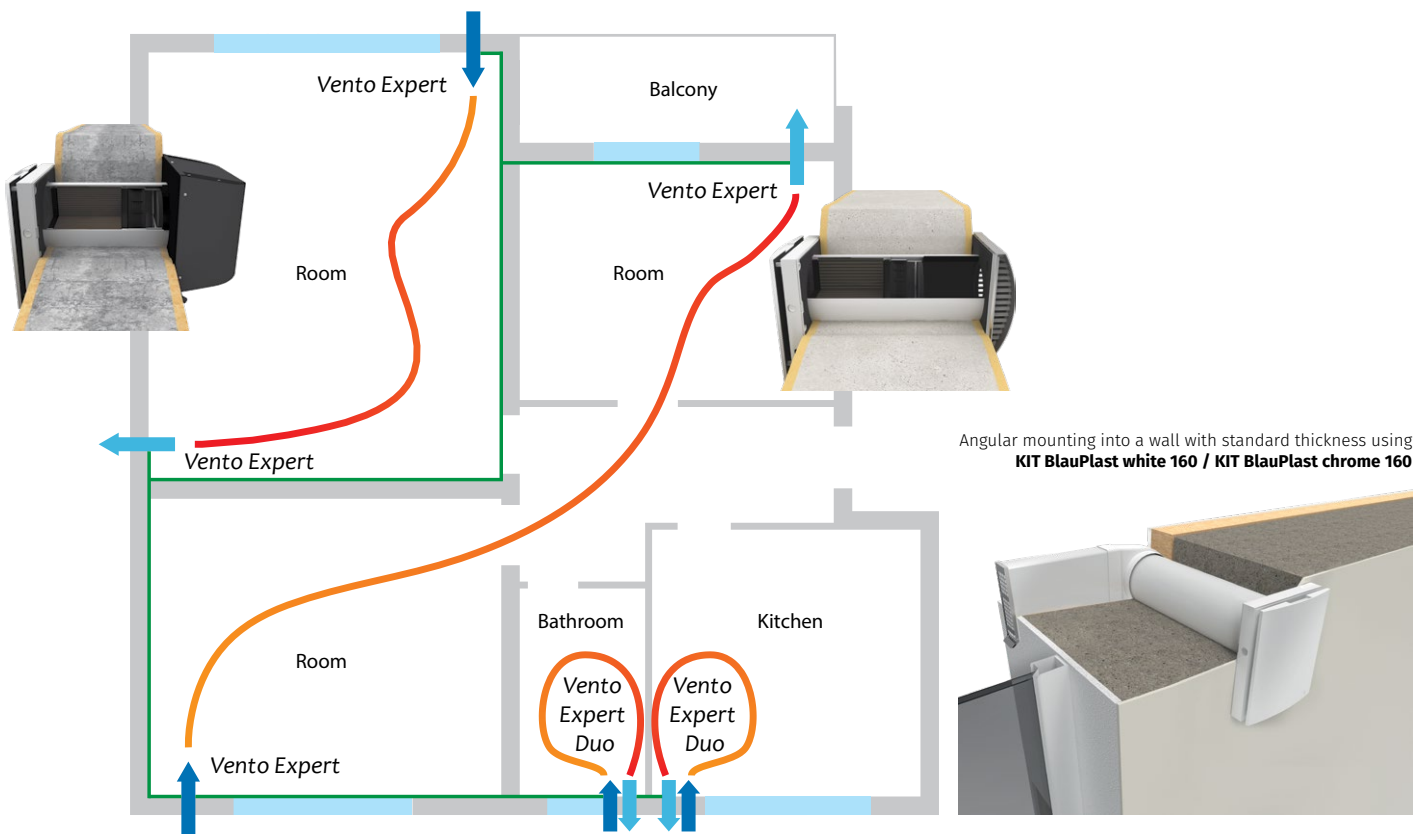 Vento Expert
Balcony
Vento Expert
Room
Room
Vento Expert
Angular mounting into a wall with standard thickness using
KIT BlauPlast white 160 / KIT BlauPlast chrome 160
Bathroom
Kitchen
Room
Vento
Expert
Duo
Vento
Expert
Duo
Vento Expert